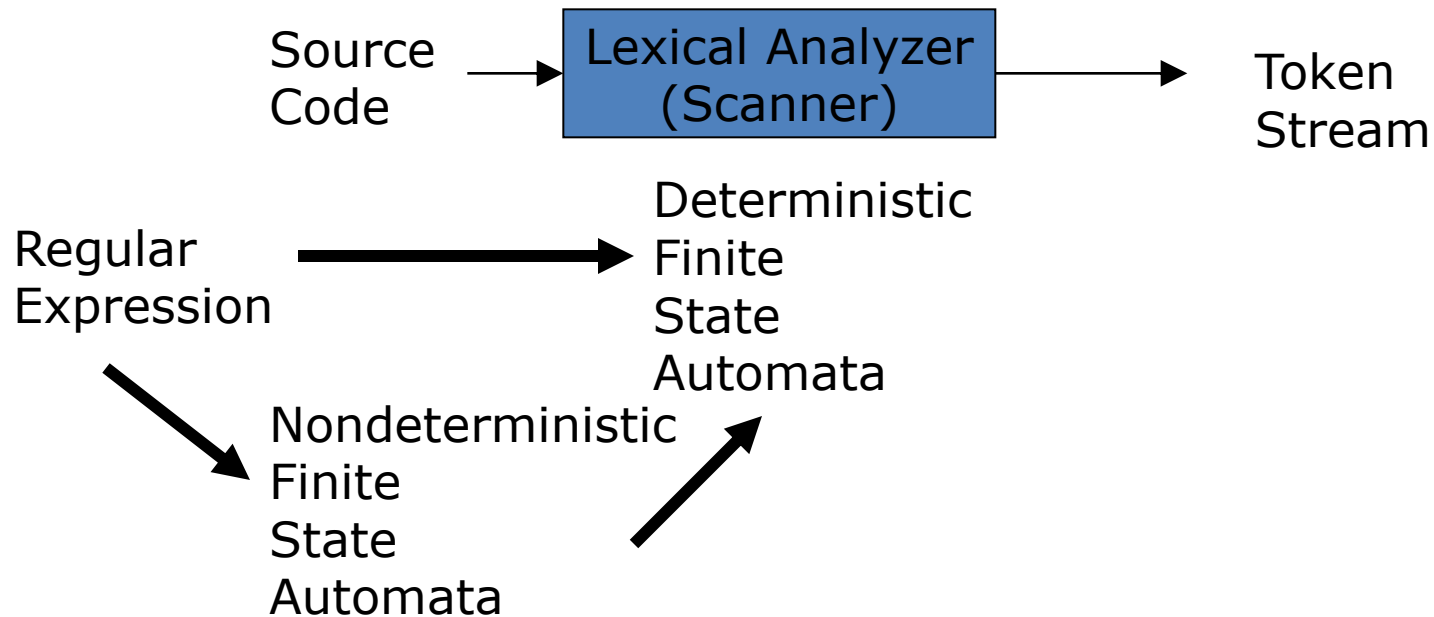 Source
Code
Lexical Analyzer
(Scanner)
Token
Stream
Regular
Expression
Deterministic
Finite
State
Automata
Nondeterministic
Finite
State
Automata